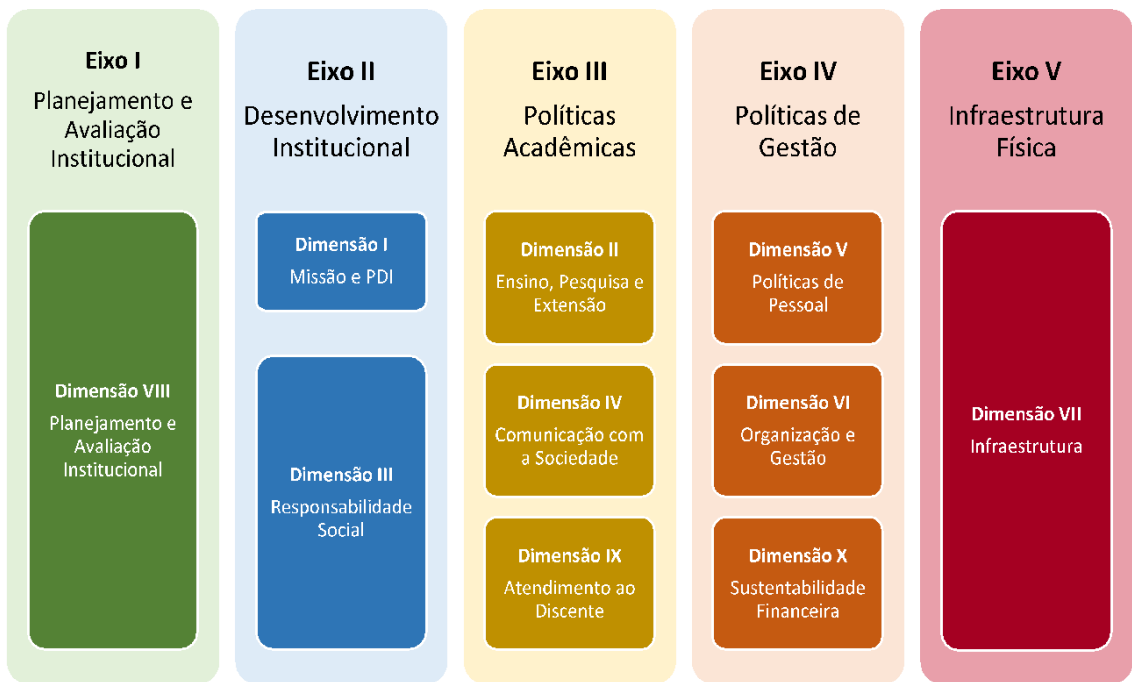 Eixo I
Planejamento e
Avaliação
Institucional
Dimensão VIII
Planejamento e
Avaliação
Institucional
Eixo II
Desenvolvimento
Institucional
Dimensão I
Missão e PDI
Dimensão III
Responsabilidade
Social
Eixo III
Políticas
Acadêmicas
Dimensão II
Ensino, Pesquisa e
Extensão
Dimensão IV
Comunicação com
a Sociedade
Dimensão IX
Atendimento ao
Discente
Eixo IV
Políticas de
Gestão
Dimensão V
Políticas de
Pessoal
Dimensão VI
Organização e
Gestão
Dimensão X
Sustentabilidade
Financeira
Eixo V
Infraestrutura
Física
Dimensão VII
Infraestrutura